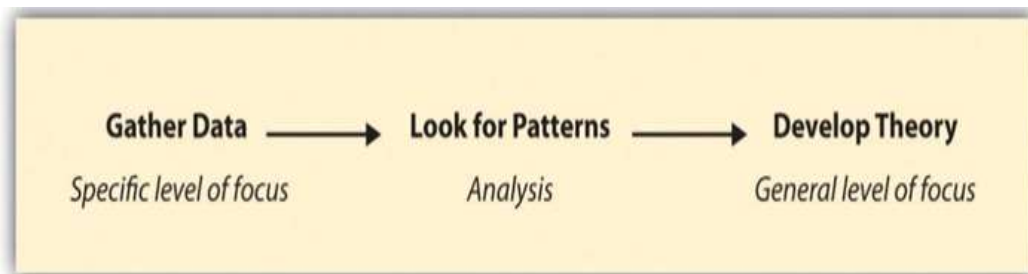 Gather Data Look for Patterns Develop Theory
Specific level of focus Analysis General level of focus